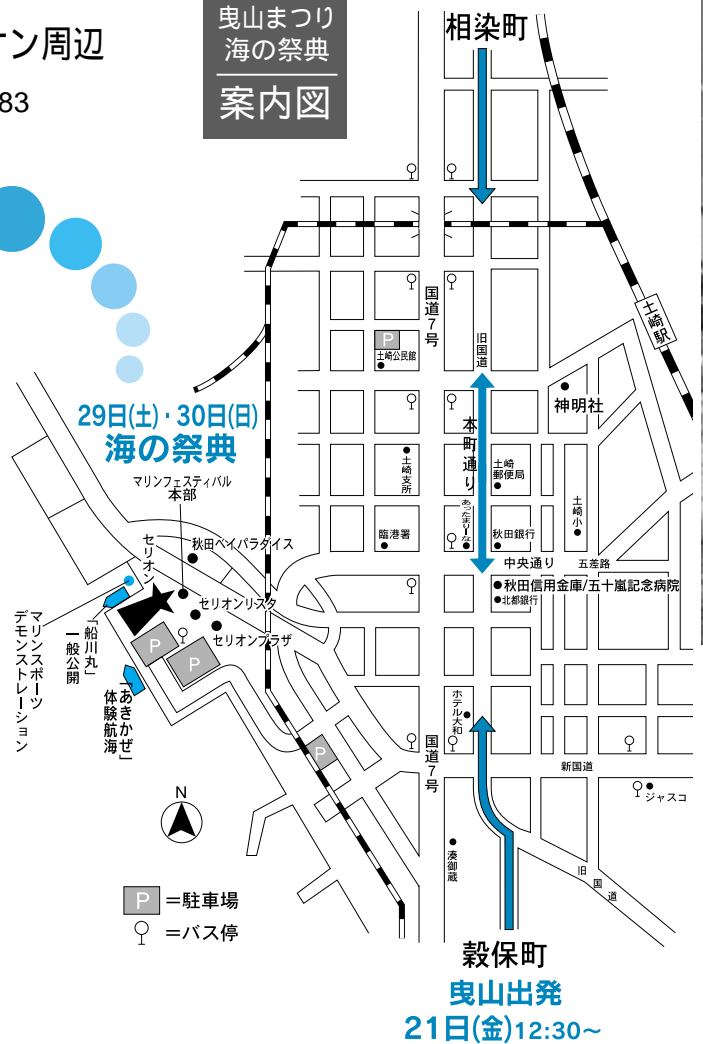 オン周辺
83
曳山まつり
海の祭典
案内図
相染町
土崎駅
国道7号
旧国道
P
土崎公民館
神明社
29日(土)・30日(日)
海の祭典
本町通り
土崎支所
土崎
郵便局
土崎小
マリンフェスティバル
本部
あったまりーな
臨港署
秋田銀行
セリオン
秋田ベイパラダイス
中央通り
五差路
秋田信用金庫/五十嵐記念病院
北都銀行
セリオンリスタ
セリオンプラザ
マリンスポーツ
デモンストレーション
「船川丸」
一般公開
P
P
「あきかぜ」
体験航海
ホテル大和
国道7号
P
新国道
ジャスコ
N
湊御蔵
旧国道
P =駐車場
=バス停
穀保町
曳山出発
21日(金)12:30～